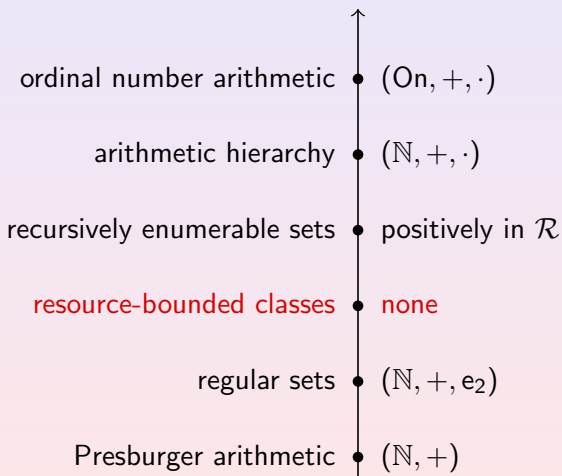 ordinal number arithmetic (On, +, ·)
arithmetic hierarchy (ℕ, +, ·)
recursively enumerable sets positively in ℛ
resource-bounded classes none
regular sets (ℕ, +, e₂)
Presburger arithmetic (ℕ, +)